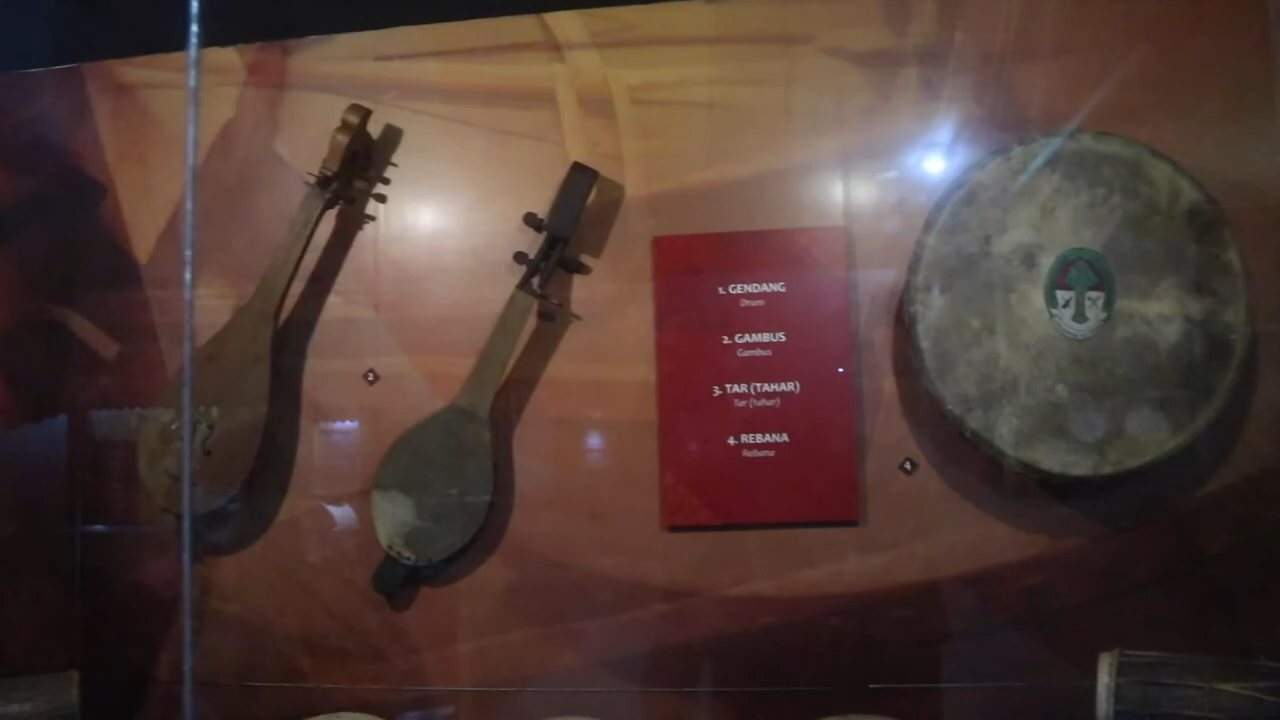 1. GENDANG
Drum
2. GAMBUS
Gambus
3. TAR (TAHAR)
Tar (tahar)
4. REBANA
Rebana
2
4